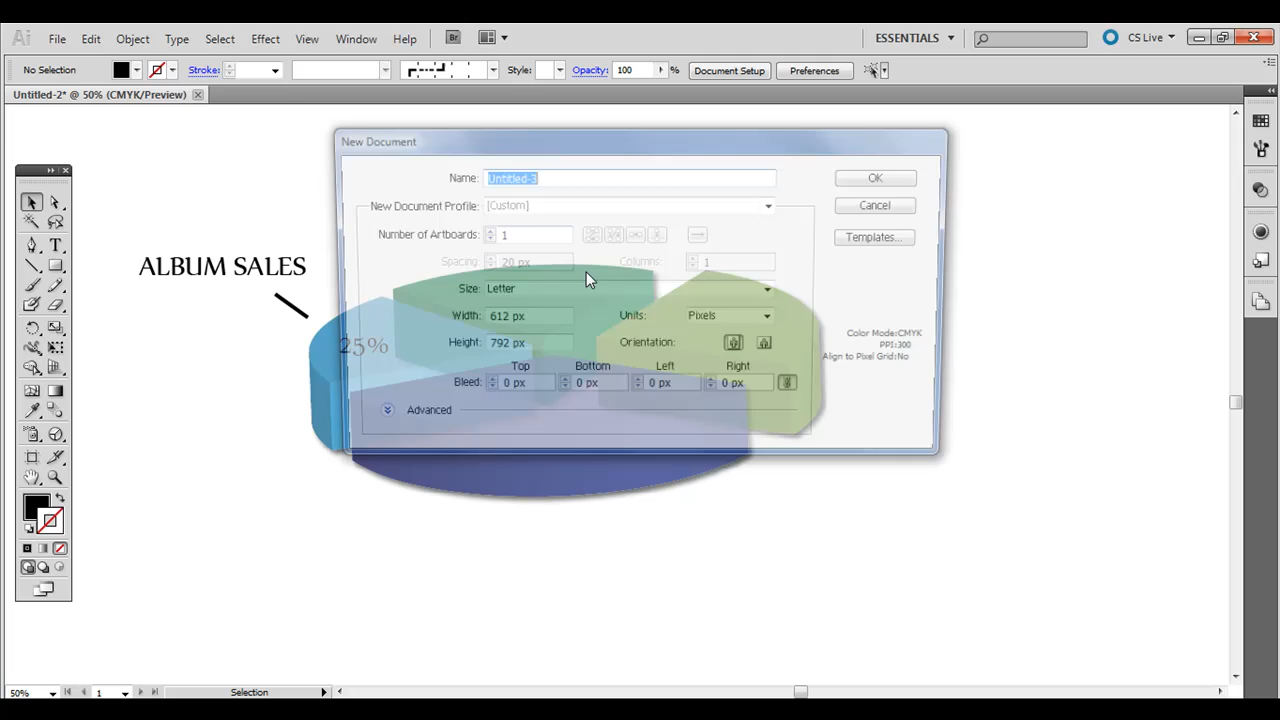 Ai File Edit Object Type Select Effect View Window Help Br ESSENTIALS CS Live
No Selection Stroke: Style: Opacity: 100 % Document Setup Preferences
Untitled-2* @ 50% (CMYK/Preview)
New Document
Name: Untitled-3 OK
New Document Profile: [Custom] Cancel
Number of Artboards: 1 Templates...
Spacing: 20 px Columns: 1
ALBUM SALES
Size: Letter
Width: 612 px Units: Pixels
Color Mode:CMYK
PPI:300
Align to Pixel Grid:No
25%
Height: 792 px Orientation:
Top Bottom Left Right
Bleed: 0 px 0 px 0 px 0 px
Advanced
50% 1 Selection